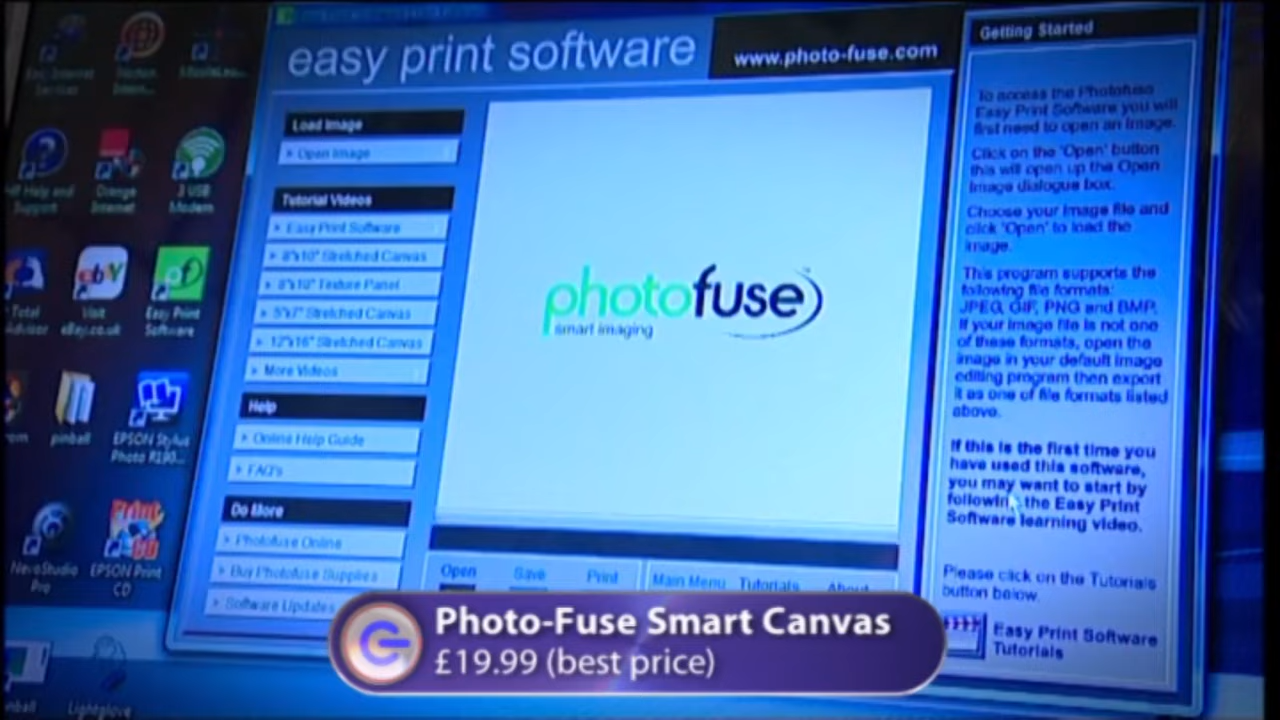 easy print software
www.photo-fuse.com
Getting Started
Load Image
Open Image
Tutorial Videos
Easy Print Software
8"x10" Stretched Canvas
8"x10" Texture Panel
5"x7" Stretched Canvas
12"x16" Stretched Canvas
More Videos
Help
Online Help Guide
FAQ's
Do More
Photofuse Online
Buy Photofuse Supplies
Software Updates
photofuse
smart imaging
Open Save Print Main Menu Tutorials About
To access the Photofuse
Easy Print Software you will
first need to open an Image.
Click on the 'Open' button
this will open up the Open
Image dialogue box.
Choose your Image file and
click 'Open' to load the
image.
This program supports the
following file formats:
JPEG, GIF, PNG and BMP.
If your image file is not one
of these formats, open the
image in your default image
editing program then export
it as one of file formats listed
above.
If this is the first time you
have used this software,
you may want to start by
following the Easy Print
Software learning video.
Please click on the Tutorials
button below.
Easy Print Software
Tutorials
Help and
Support
Orange
Internet
3 USB
Modem
Total
Visit
eBay.co.uk
ebY
Easy Print
Software
pinball
EPSON Stylus
Photo R190...
NevoStudio
Pro
Print
CD
EPSON Print
CD
Lightglove
Photo-Fuse Smart Canvas
£19.99 (best price)